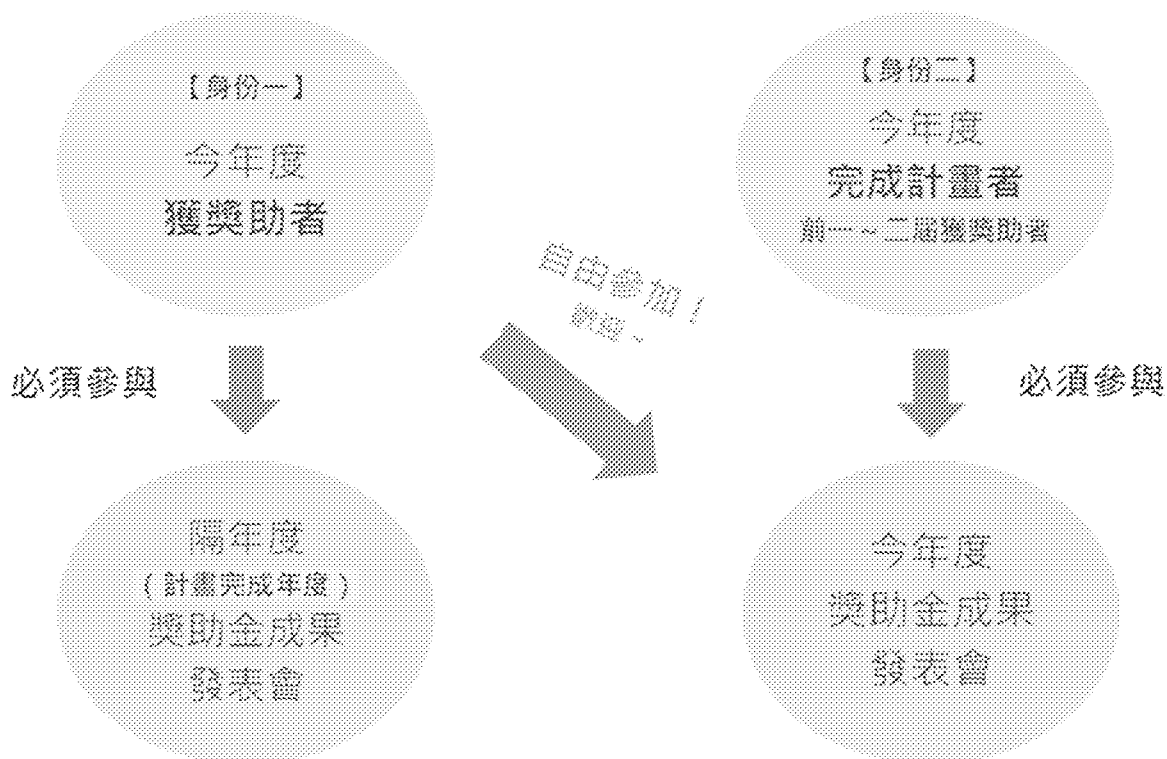 【身份一】
今年度
獲獎助者
【身份二】
今年度
完成計畫者
前一~二屆獲獎助者
自由參加！
歡迎~
必須參與
必須參與
隔年度
(計畫完成年度)
獎助金成果
發表會
今年度
獎助金成果
發表會